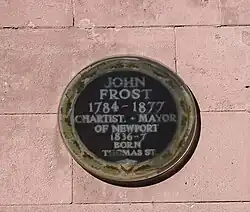 JOHN
FROST
1784-1877
CHARTIST. + MAYOR
OF NEWPORT
1836-7
BORN
THOMAS ST